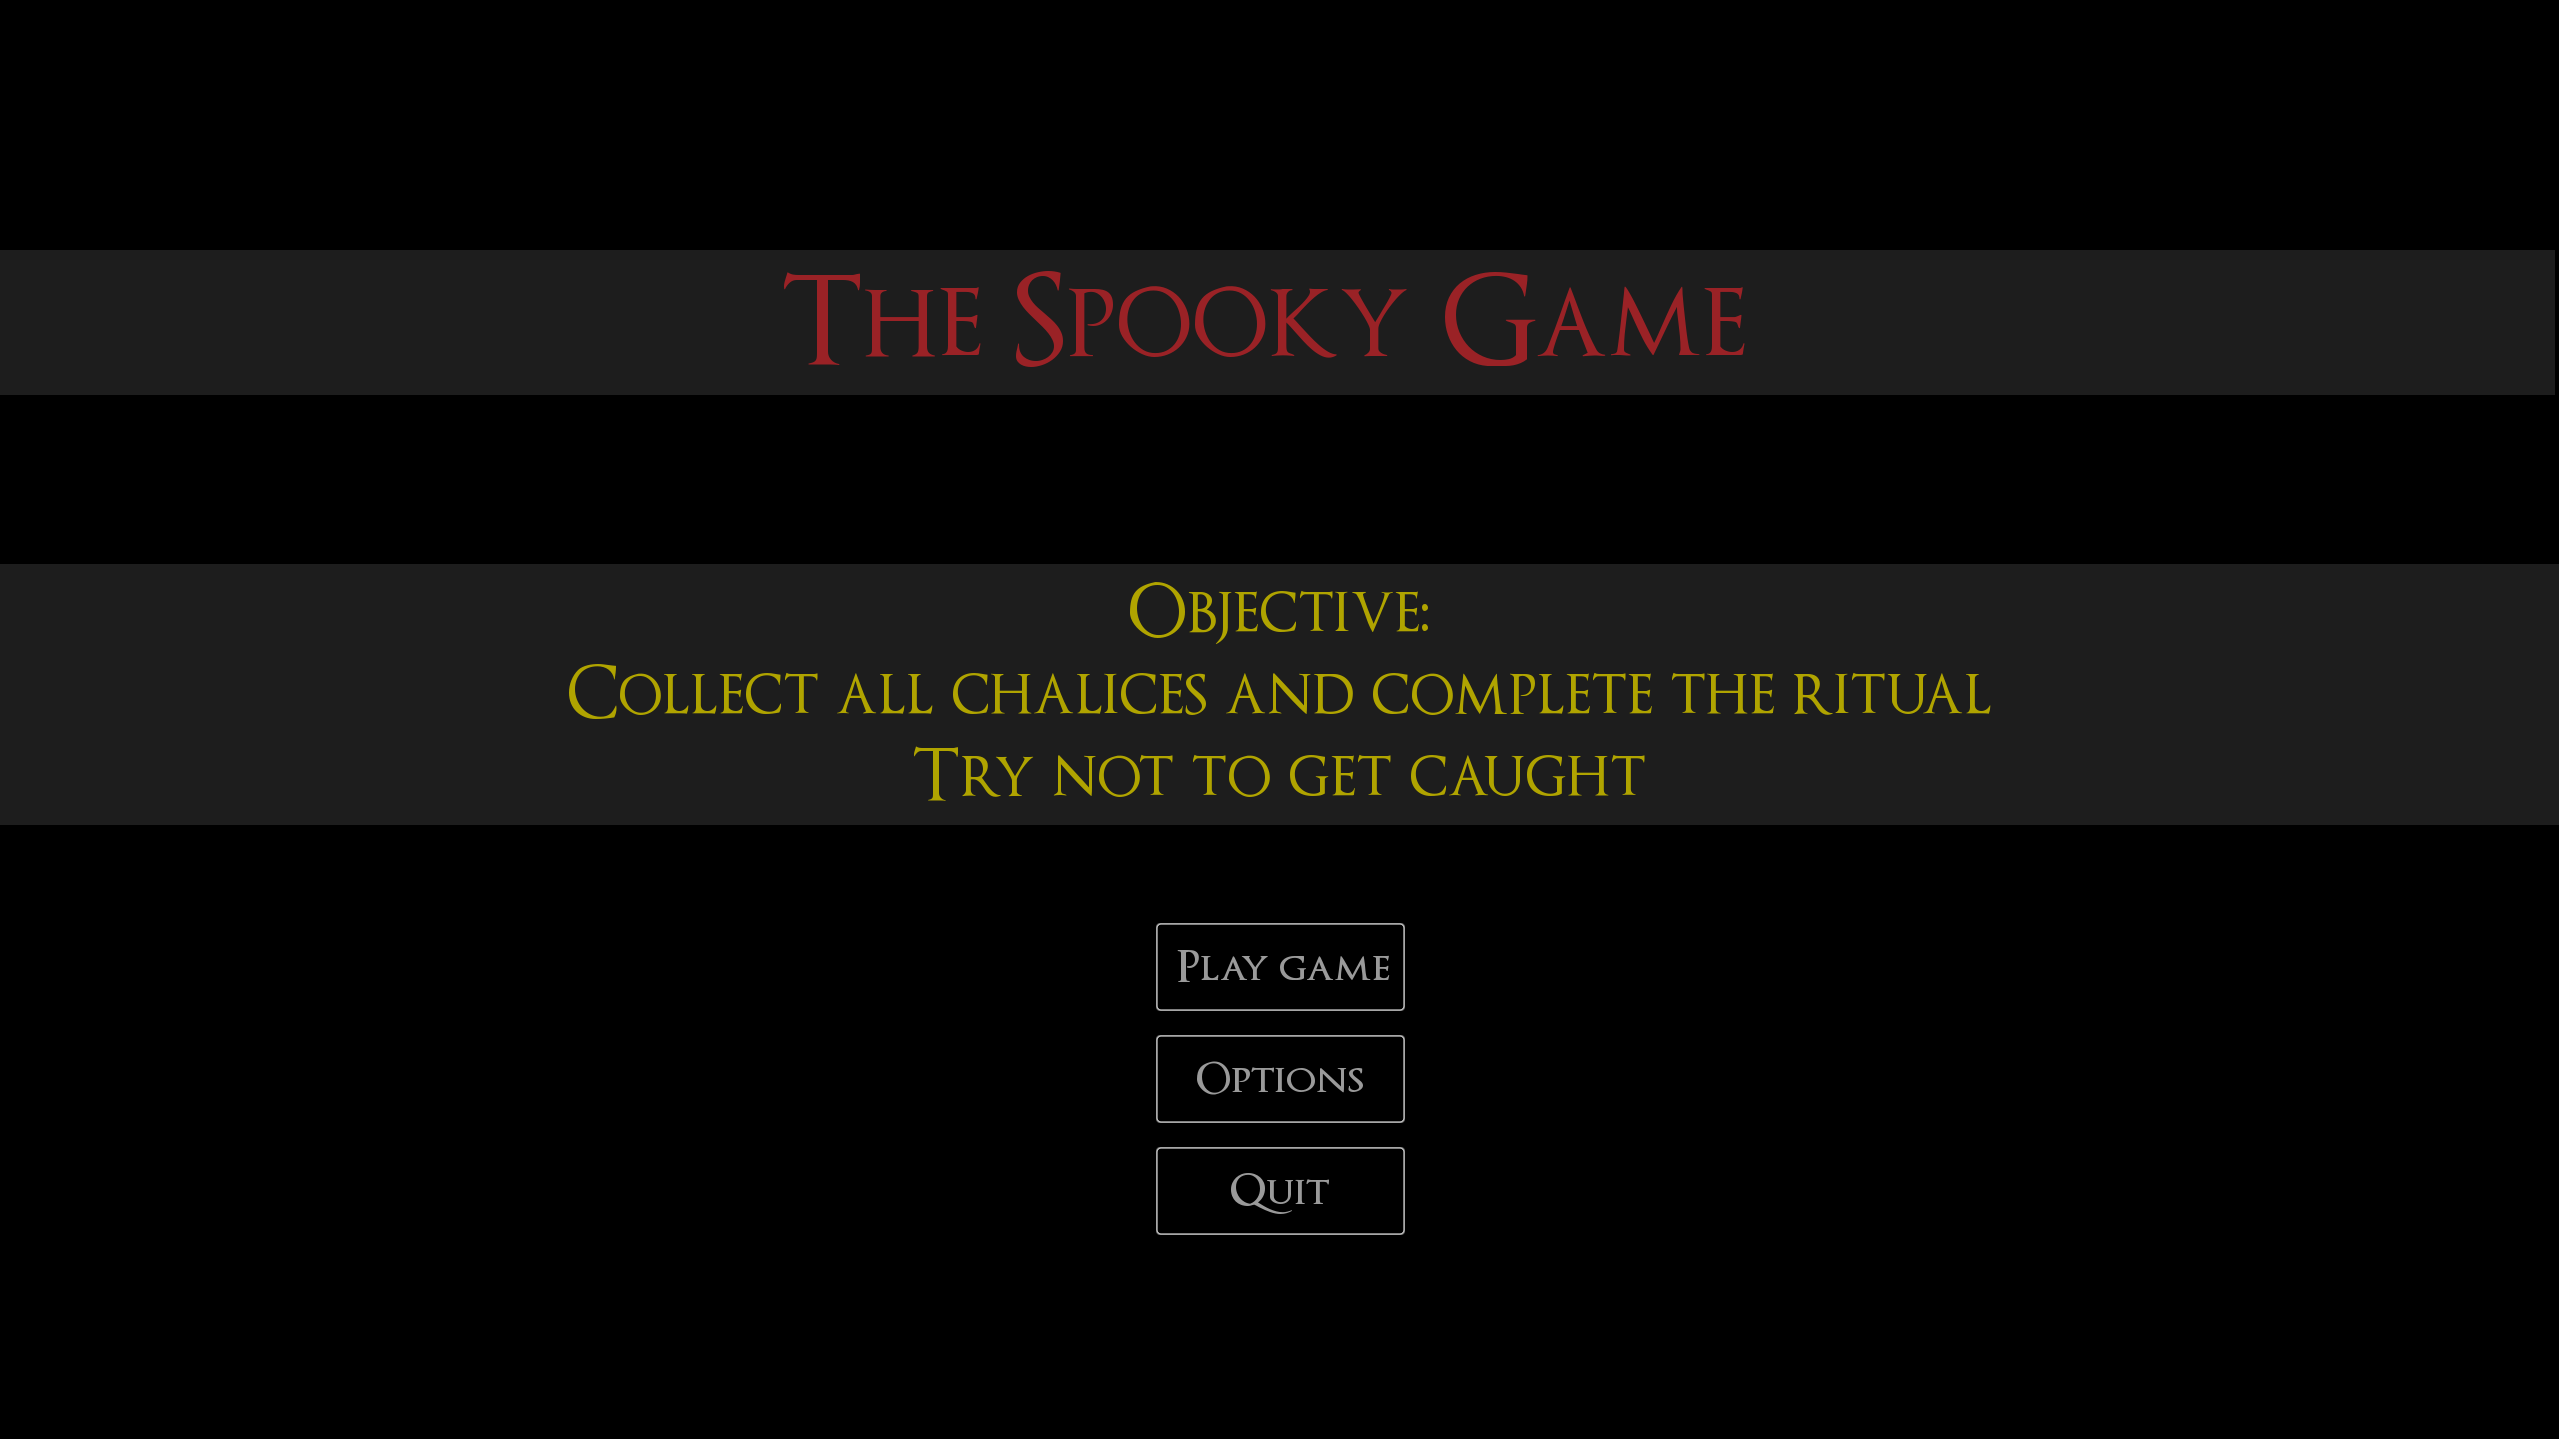 The Spooky Game
Objective:
Collect all chalices and complete the ritual
Try not to get caught
Play game
Options
Quit